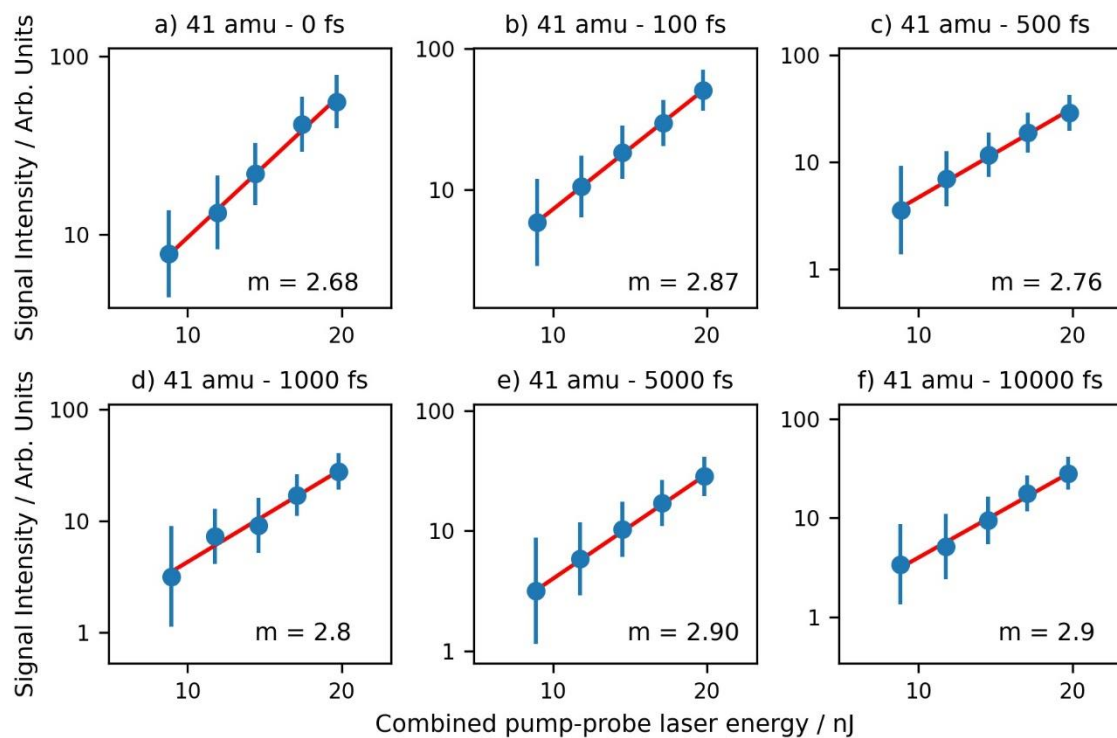 a) 41 amu - 0 fs
b) 41 amu - 100 fs
c) 41 amu - 500 fs
Signal Intensity / Arb. Units
100
10
m = 2.68
10
20
100
10
m = 2.87
10
20
100
10
1
m = 2.76
10
20
d) 41 amu - 1000 fs
e) 41 amu - 5000 fs
f) 41 amu - 10000 fs
Signal Intensity / Arb. Units
100
10
1
m = 2.8
10
20
100
10
1
m = 2.90
10
20
100
10
1
m = 2.9
10
20
Combined pump-probe laser energy / nJ